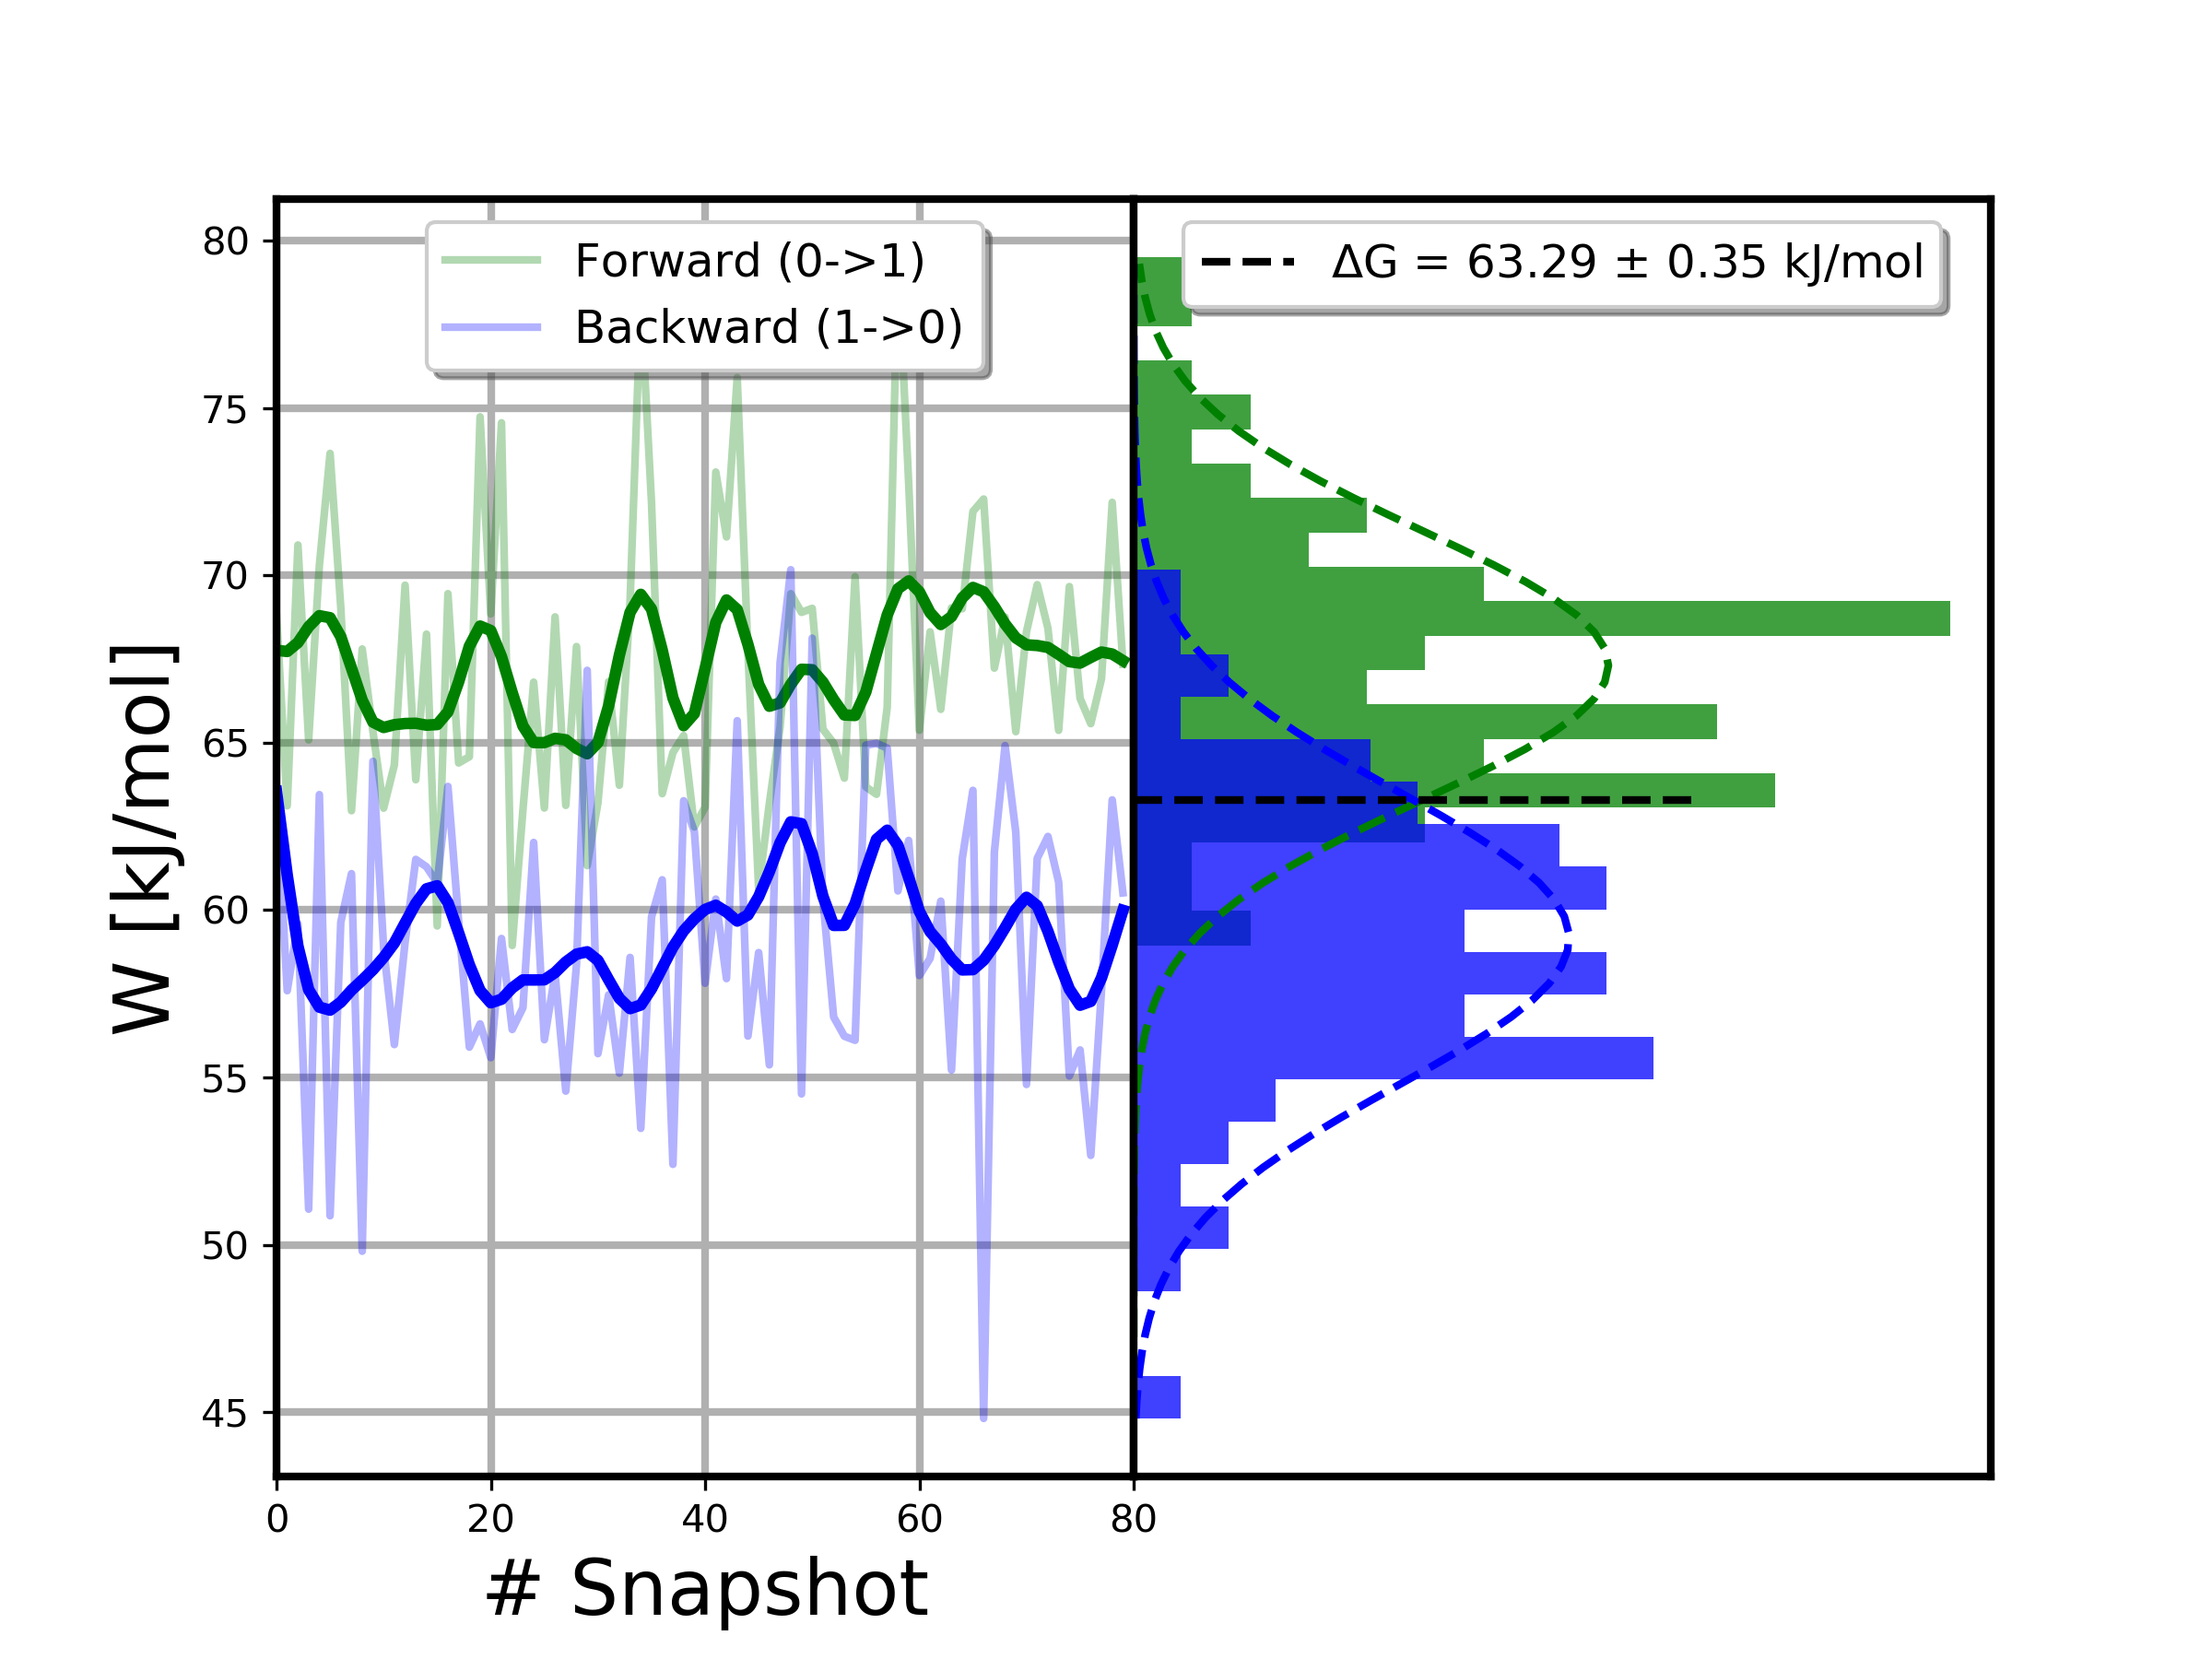 Forward (0->1)
Backward (1->0)
ΔG = 63.29 ± 0.35 kJ/mol
W [kJ/mol]
80
75
70
65
60
55
50
45
0 20 40 60 80
# Snapshot